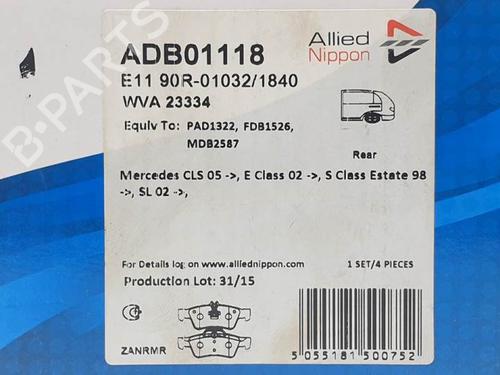 ADB01118
Allied
Nippon
E11 90R-01032/1840
WVA 23334
Equiv To: PAD1322, FDB1526,
MDB2587
Rear
Mercedes CLS 05 ->, E Class 02 ->, S Class Estate 98
->, SL 02 ->,
For Details log on www.alliednippon.com
1 SET/4 PIECES
Production Lot: 31/15
ZANRMR
5 055181 500752
B-PARTS